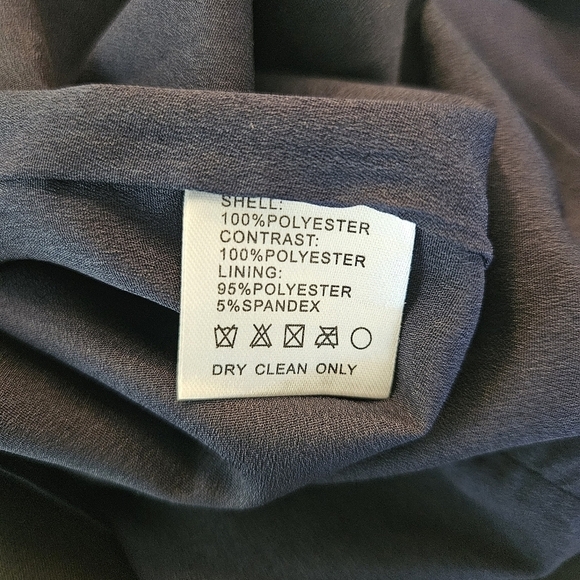 SHELL:
100%POLYESTER
CONTRAST:
100%POLYESTER
LINING:
95%POLYESTER
5%SPANDEX
DRY CLEAN ONLY